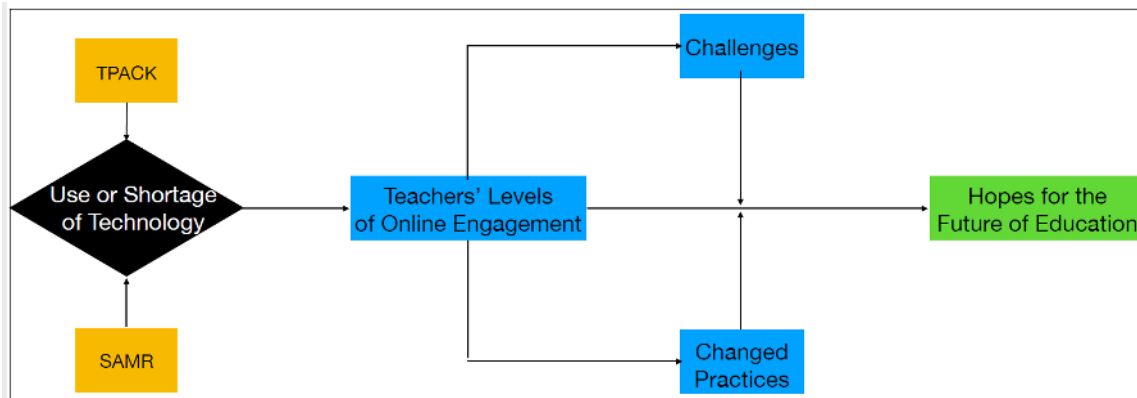 TPACK
Use or Shortage
of Technology
SAMR
Teachers' Levels
of Online Engagement
Challenges
Changed
Practices
Hopes for the
Future of Education